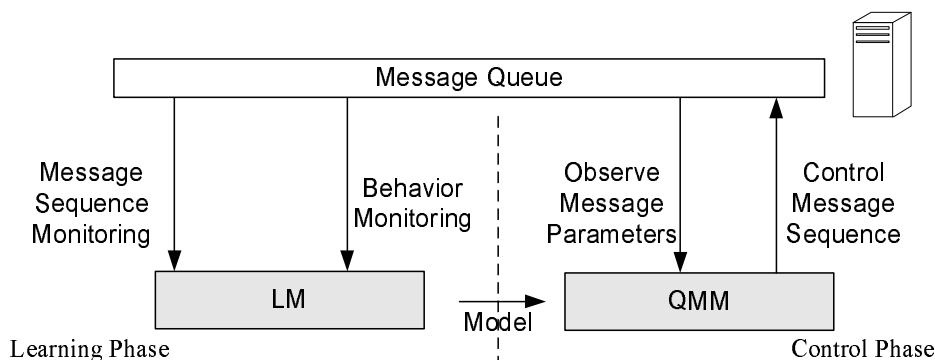 Message Queue
Message
Sequence
Monitoring
Behavior
Monitoring
Observe
Message
Parameters
Control
Message
Sequence
LM
Model
QMM
Learning Phase
Control Phase